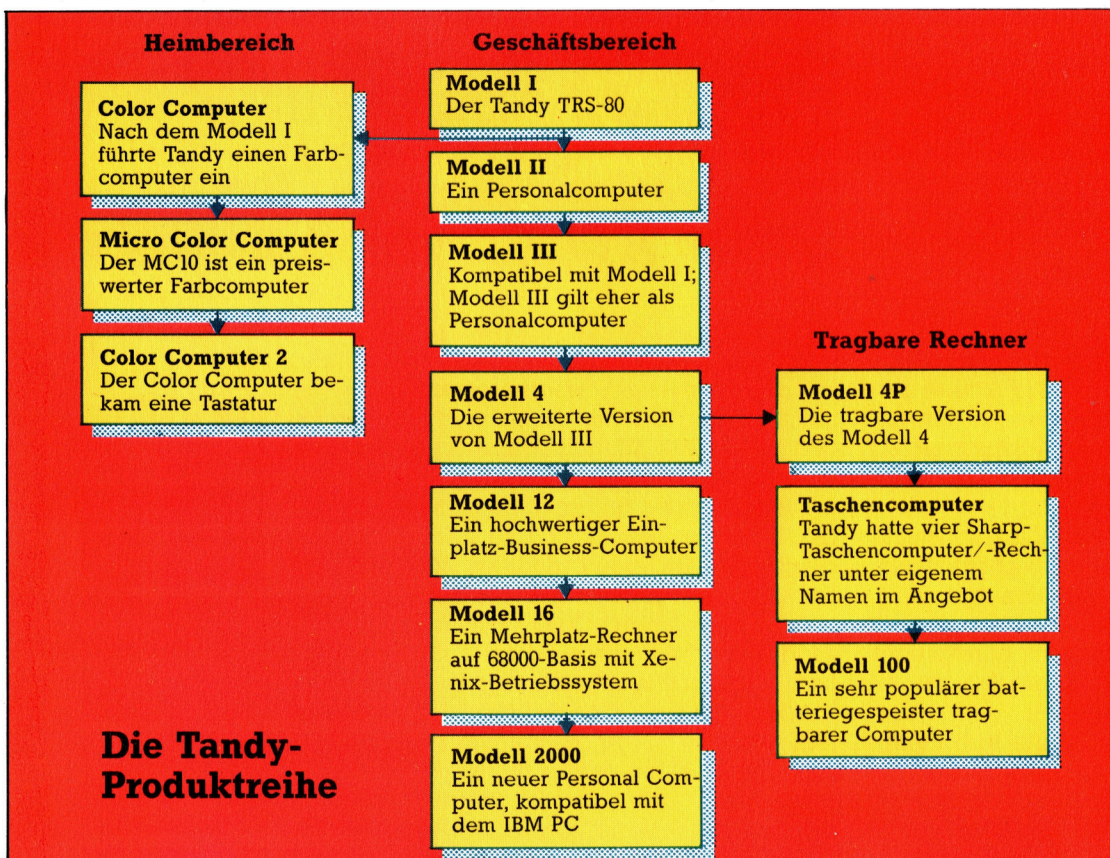 Heimbereich
Color Computer
Nach dem Modell I
führte Tandy einen Farb-
computer ein
Micro Color Computer
Der MC10 ist ein preis-
werter Farbcomputer
Color Computer 2
Der Color Computer be-
kam eine Tastatur
Geschäftsbereich
Modell I
Der Tandy TRS-80
Modell II
Ein Personalcomputer
Modell III
Kompatibel mit Modell I;
Modell III gilt eher als
Personalcomputer
Modell 4
Die erweiterte Version
von Modell III
Modell 12
Ein hochwertiger Ein-
platz-Business-Computer
Modell 16
Ein Mehrplatz-Rechner
auf 68000-Basis mit Xe-
nix-Betriebssystem
Modell 2000
Ein neuer Personal Com-
puter, kompatibel mit
dem IBM PC
Tragbare Rechner
Modell 4P
Die tragbare Version
des Modell 4
Taschencomputer
Tandy hatte vier Sharp-
Taschencomputer/-Rech-
ner unter eigenem
Namen im Angebot
Modell 100
Ein sehr populärer bat-
teriegespeister trag-
barer Computer
Die Tandy-
Produktreihe